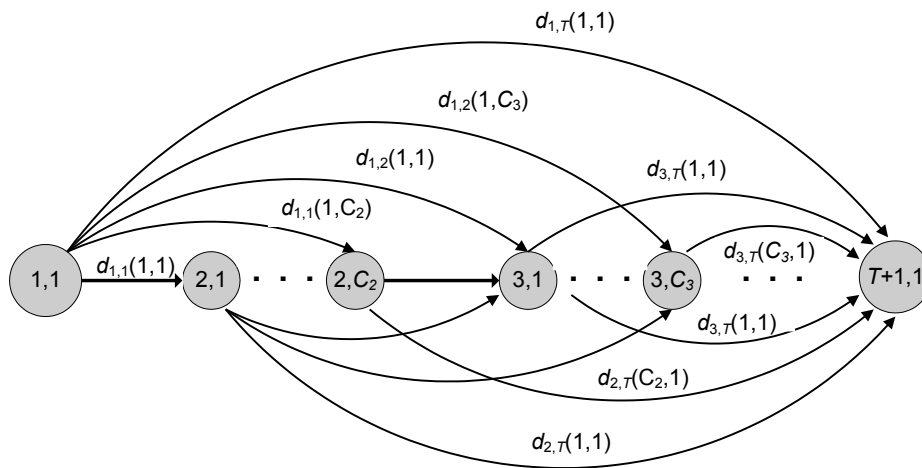 d₁,T(1,1)
d₁,₂(1,C₃)
d₁,₂(1,1)
d₃,T(1,1)
d₁,₁(1,C₂)
d₁,₁(1,1)
d₃,T(C₃,1)
1,1
2,1
· · ·
2,C₂
3,1
· · ·
3,C₃
· · ·
T+1,1
d₃,T(1,1)
d₂,T(C₂,1)
d₂,T(1,1)